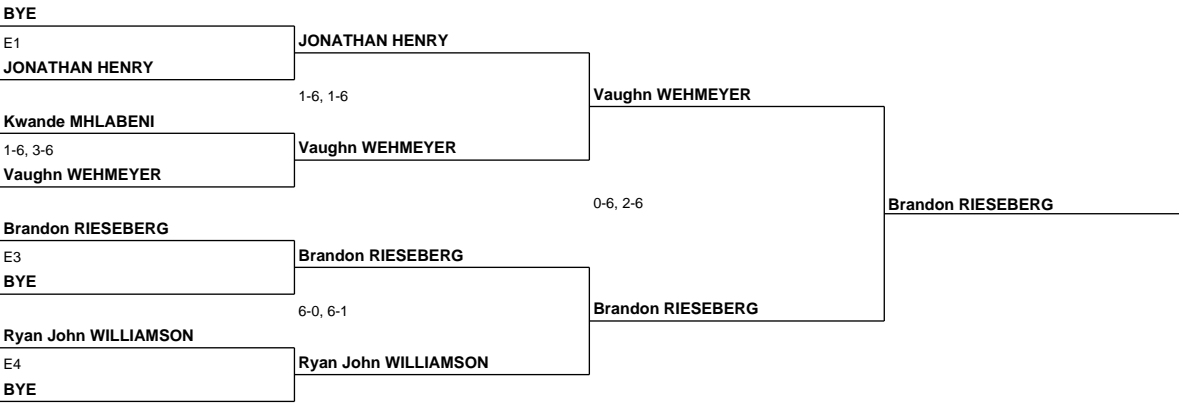 BYE
E1
JONATHAN HENRY
JONATHAN HENRY
1-6, 1-6
Vaughn WEHMEYER
Kwande MHLABENI
1-6, 3-6
Vaughn WEHMEYER
Vaughn WEHMEYER
0-6, 2-6
Brandon RIESEBERG
Brandon RIESEBERG
E3
Brandon RIESEBERG
BYE
6-0, 6-1
Brandon RIESEBERG
Ryan John WILLIAMSON
E4
Ryan John WILLIAMSON
BYE